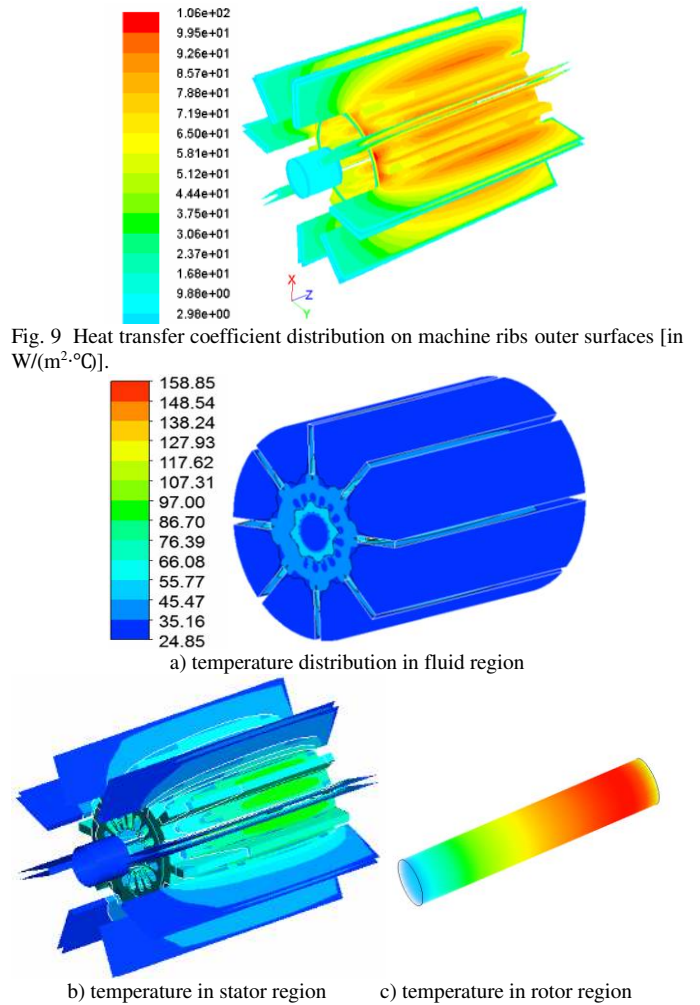 1.06e+02
9.95e+01
9.26e+01
8.57e+01
7.88e+01
7.19e+01
6.50e+01
5.81e+01
5.12e+01
4.44e+01
3.75e+01
3.06e+01
2.37e+01
1.68e+01
9.88e+00
2.98e+00
X
Z
Y
Fig. 9 Heat transfer coefficient distribution on machine ribs outer surfaces [in
W/(m²·°C)].
158.85
148.54
138.24
127.93
117.62
107.31
97.00
86.70
76.39
66.08
55.77
45.47
35.16
24.85
a) temperature distribution in fluid region
b) temperature in stator region c) temperature in rotor region